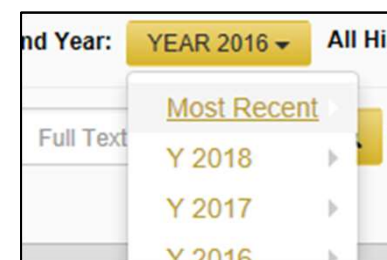 nd Year: YEAR 2016 All Hi
Most Recent
Full Text
Y 2018
Y 2017
Y 2016